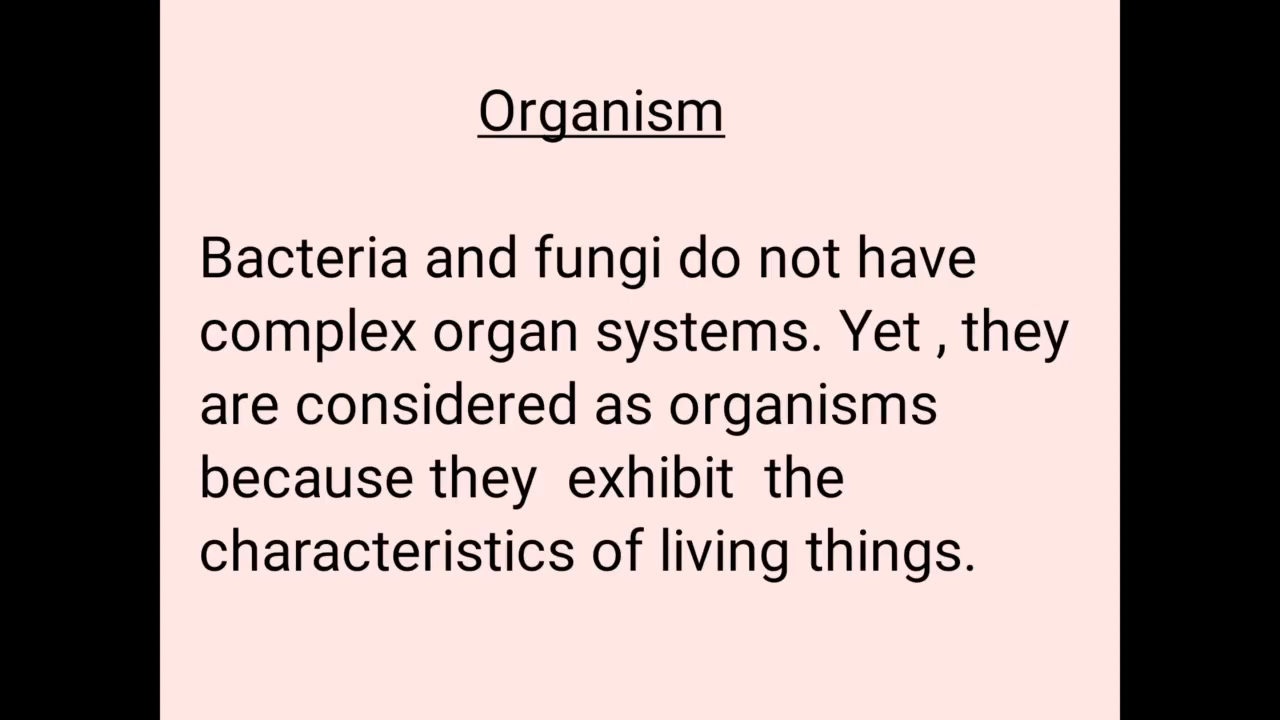 Organism
Bacteria and fungi do not have
complex organ systems. Yet , they
are considered as organisms
because they  exhibit  the
characteristics of living things.